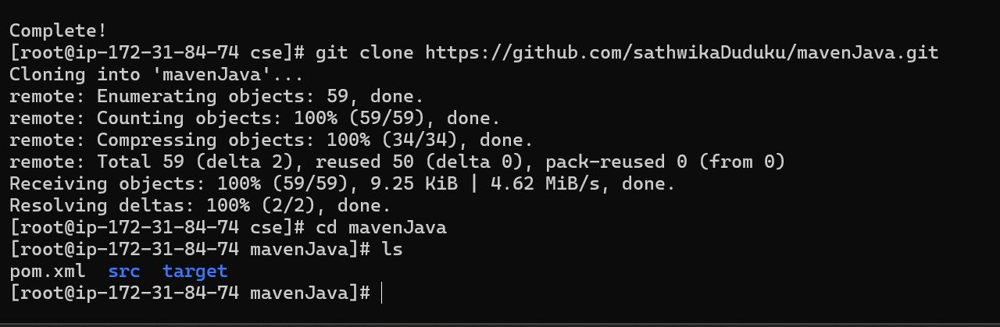 Complete!
[root@ip-172-31-84-74 cse]# git clone https://github.com/sathwikaDuduku/mavenJava.git
Cloning into 'mavenJava'...
remote: Enumerating objects: 59, done.
remote: Counting objects: 100% (59/59), done.
remote: Compressing objects: 100% (34/34), done.
remote: Total 59 (delta 2), reused 50 (delta 0), pack-reused 0 (from 0)
Receiving objects: 100% (59/59), 9.25 KiB | 4.62 MiB/s, done.
Resolving deltas: 100% (2/2), done.
[root@ip-172-31-84-74 cse]# cd mavenJava
[root@ip-172-31-84-74 mavenJava]# ls
pom.xml  src  target
[root@ip-172-31-84-74 mavenJava]#